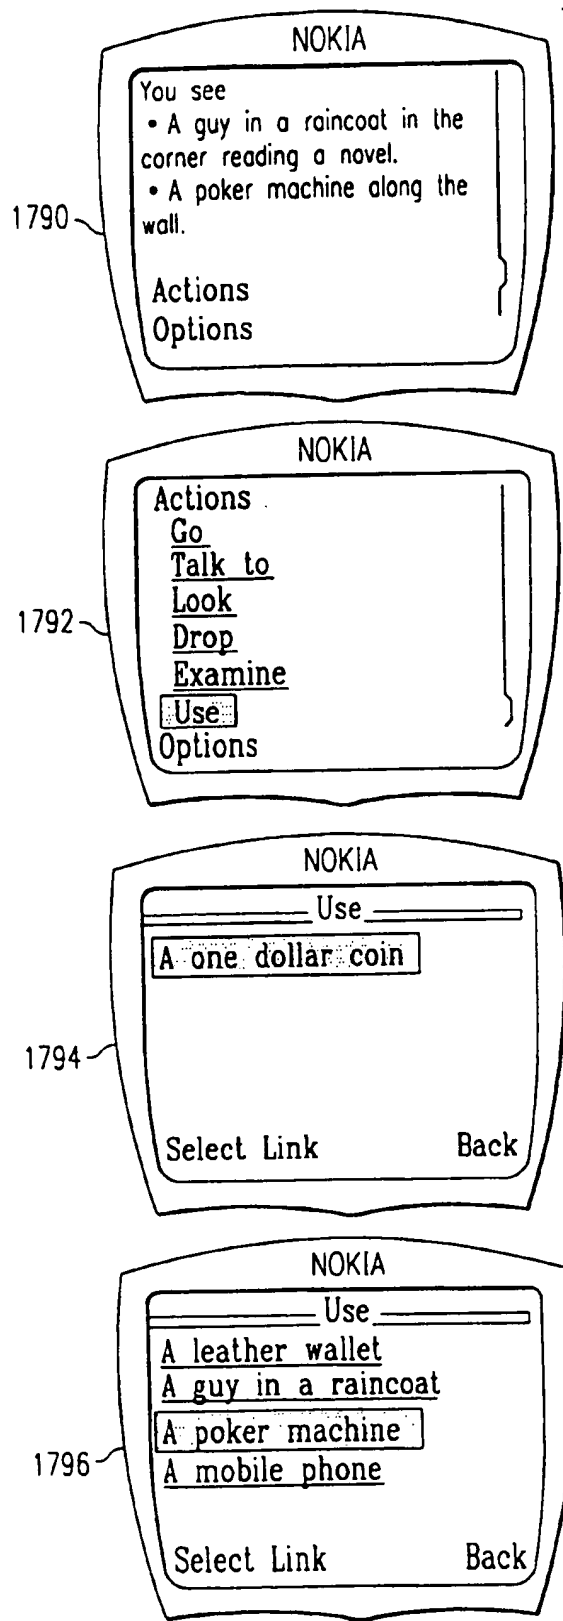 NOKIA
You see
• A guy in a raincoat in the
corner reading a novel.
• A poker machine along the
wall.
1790
Actions
Options
NOKIA
Actions
Go
Talk to
Look
1792
Drop
Examine
Use
Options
NOKIA
Use
A one dollar coin
1794
Select Link Back
NOKIA
Use
A leather wallet
A guy in a raincoat
A poker machine
1796
A mobile phone
Select Link Back